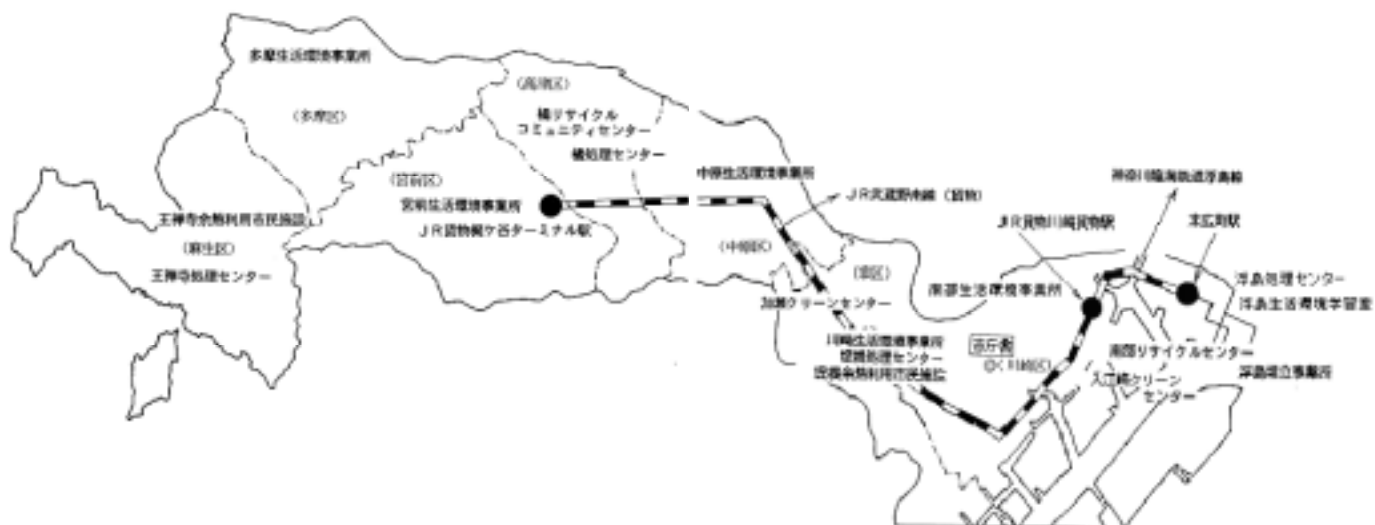 多摩生活環境事業所
（多摩区）
（高津区）
橘リサイクル
コミュニティセンター
橘処理センター
（宮前区）
宮前生活環境事業所
JR貨物梶ケ谷ターミナル駅
王禅寺余熱利用市民施設
（麻生区）
王禅寺処理センター
中原生活環境事業所
JR武蔵野南線（貨物）
（中原区）
（幸区）
加瀬クリーンセンター
神奈川臨海鉄道浮島線
JR貨物川崎貨物駅
末広町駅
南部生活環境事業所
浮島処理センター
浮島生活環境学習室
川崎生活環境事業所
堤根処理センター
堤根余熱利用市民施設
市庁舎
南部リサイクルセンター
入江崎クリーン
センター
浮島埋立事業所